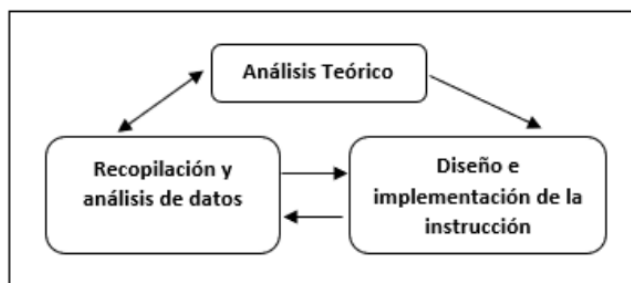 Análisis Teórico
Recopilación y
análisis de datos
Diseño e
implementación de la
instrucción